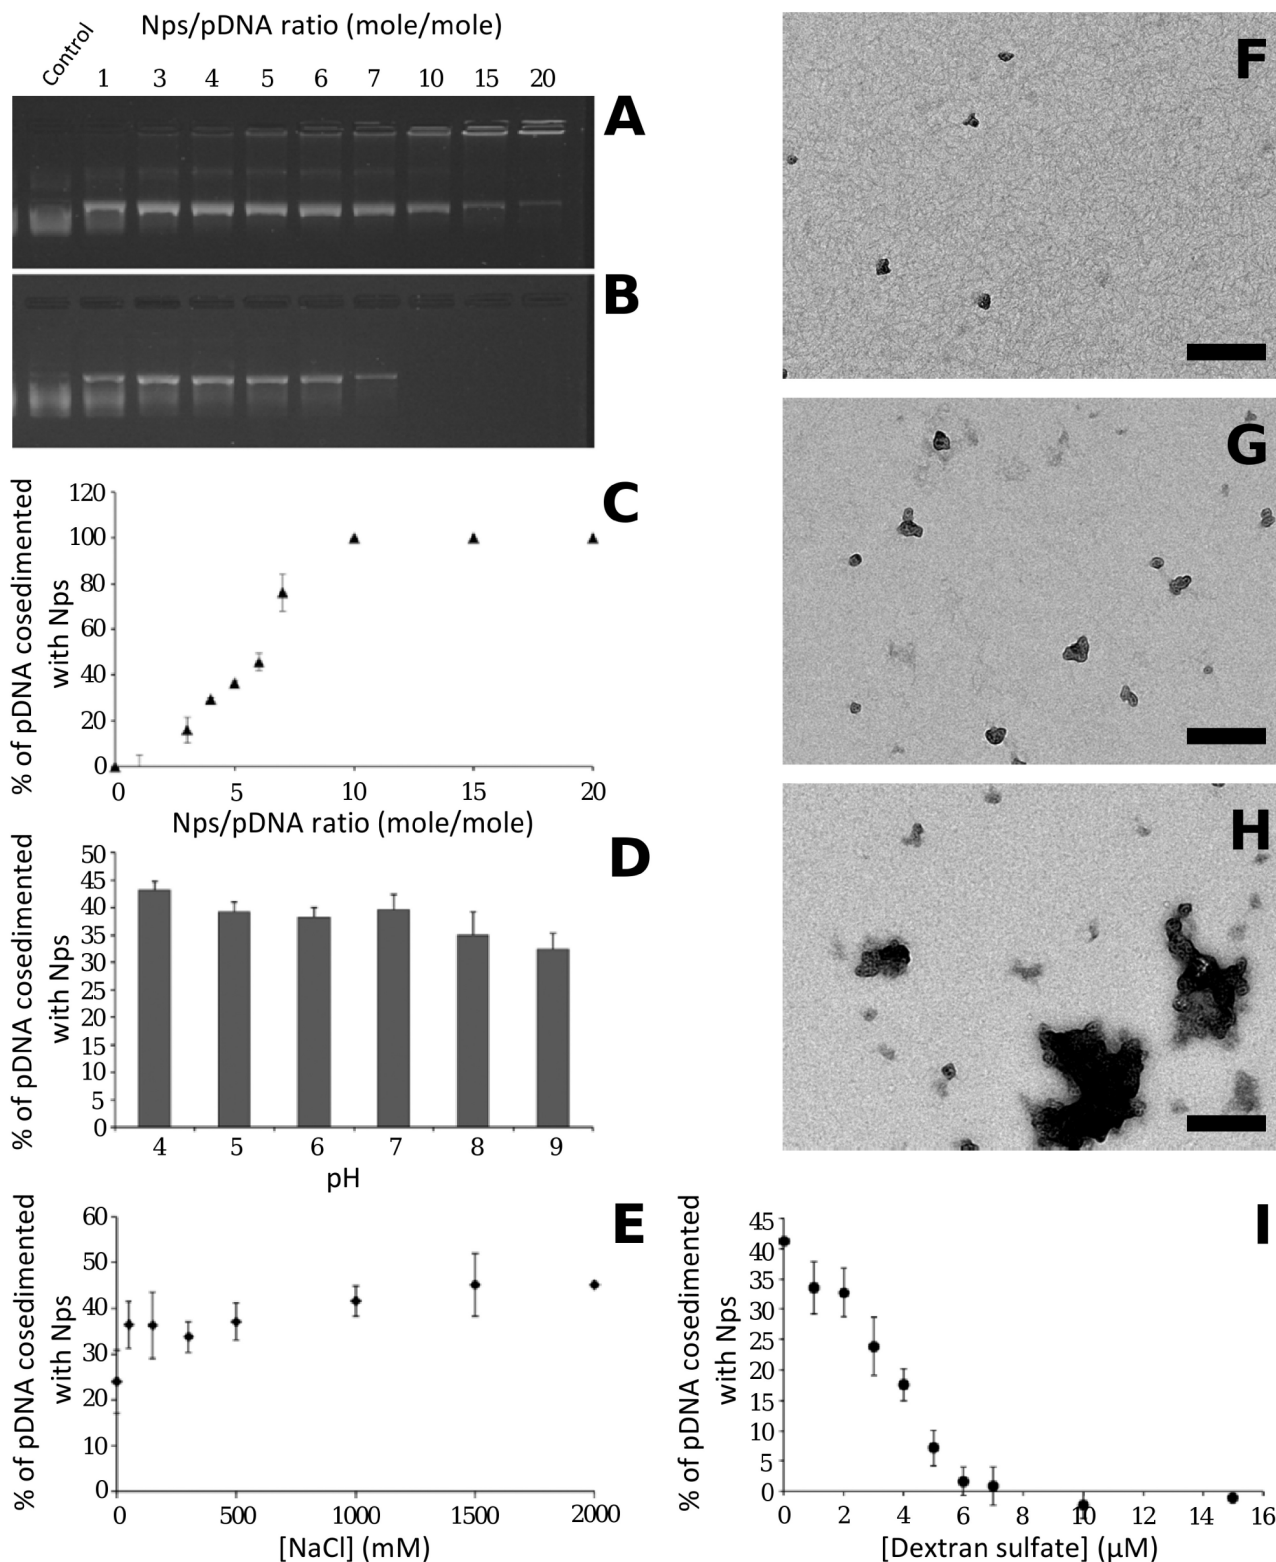 Nps/pDNA ratio (mole/mole)
Control 1 3 4 5 6 7 10 15 20
A
B
C
% of pDNA cosedimented
with Nps
120
100
80
60
40
20
0
0 5 10 15 20
Nps/pDNA ratio (mole/mole)
D
% of pDNA cosedimented
with Nps
50
45
40
35
30
25
20
15
10
5
0
4 5 6 7 8 9
pH
E
% of pDNA cosedimented
with Nps
60
50
40
30
20
10
0
0 500 1000 1500 2000
[NaCl] (mM)
F
G
H
I
% of pDNA cosedimented
with Nps
45
40
35
30
25
20
15
10
5
0
0 2 4 6 8 10 12 14 16
[Dextran sulfate] (μM)